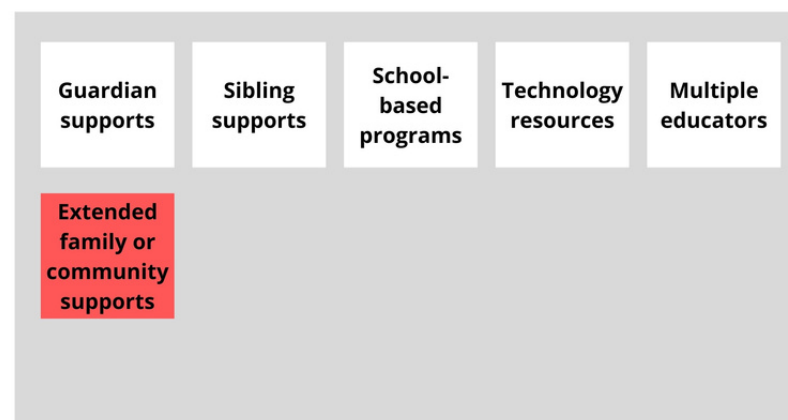 Guardian
supports
Sibling
supports
School-
based
programs
Technology
resources
Multiple
educators
Extended
family or
community
supports